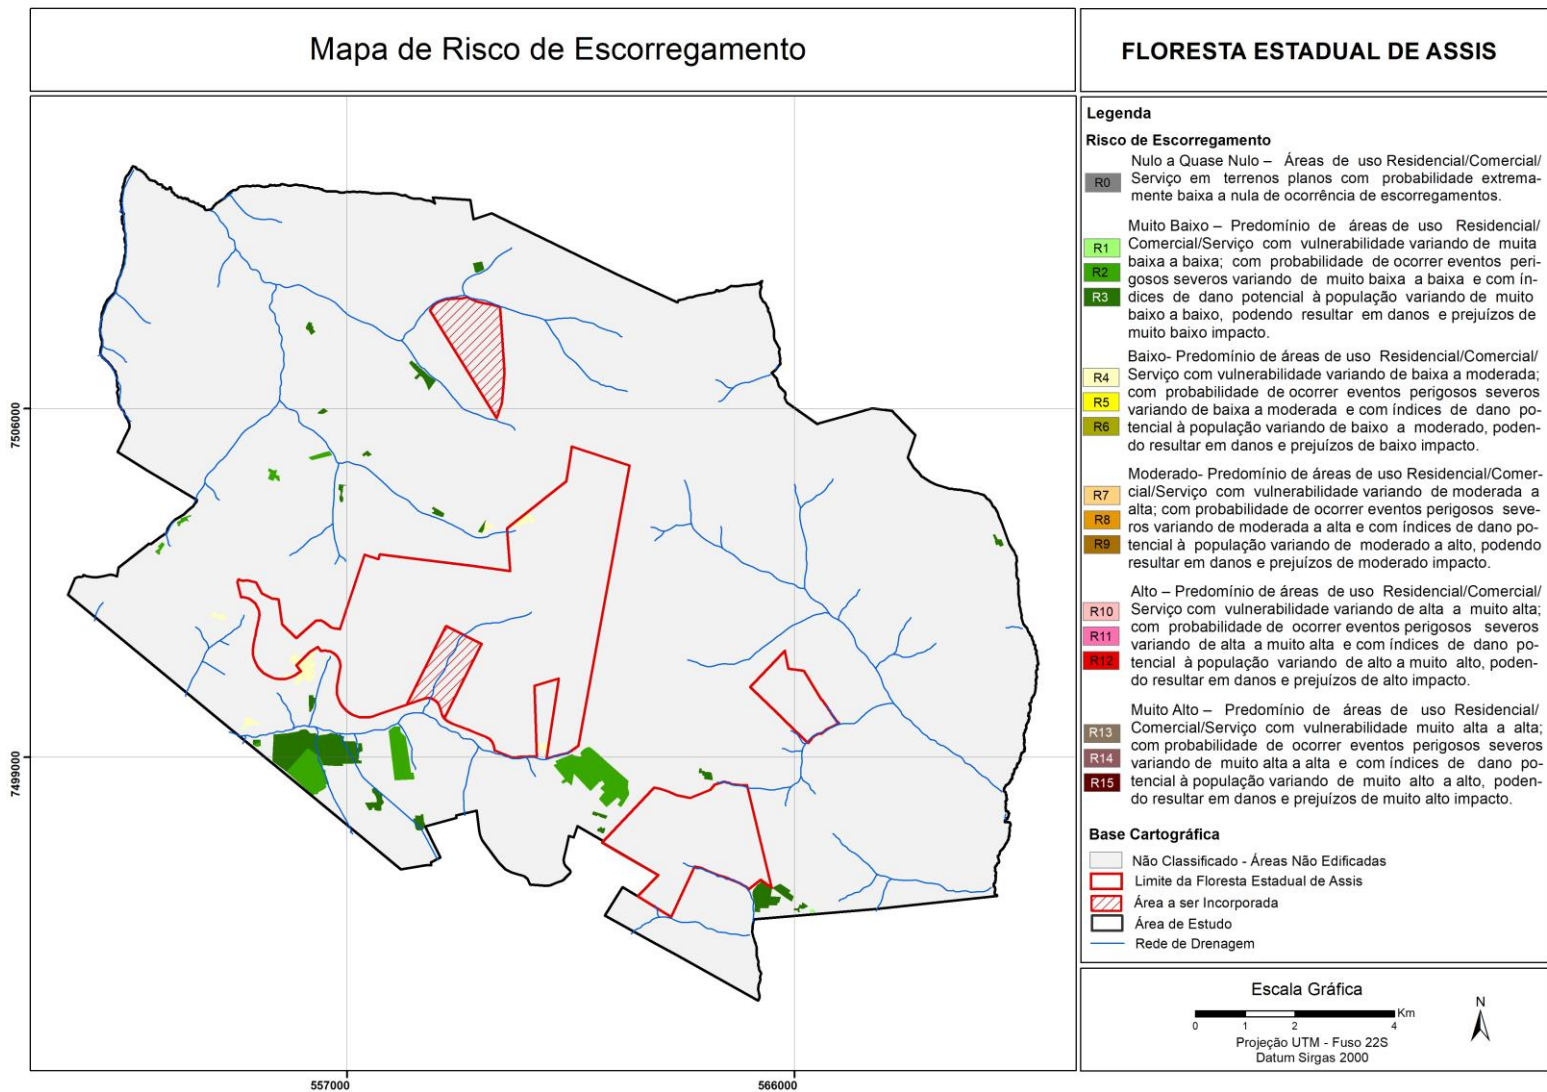 Mapa de Risco de Escorregamento
FLORESTA ESTADUAL DE ASSIS
7506000
7499000
557000
566000
Legenda
Risco de Escorregamento
Nulo a Quase Nulo – Áreas de uso Residencial/Comercial/
R0 Serviço em terrenos planos com probabilidade extrema-
mente baixa a nula de ocorrência de escorregamentos.
Muito Baixo – Predomínio de áreas de uso Residencial/
R1 Comercial/Serviço com vulnerabilidade variando de muita
baixa a baixa; com probabilidade de ocorrer eventos peri-
R2 gosos severos variando de muito baixa a baixa e com ín-
R3 dices de dano potencial à população variando de muito
baixo a baixo, podendo resultar em danos e prejuízos de
muito baixo impacto.
Baixo- Predomínio de áreas de uso Residencial/Comercial/
R4 Serviço com vulnerabilidade variando de baixa a moderada;
com probabilidade de ocorrer eventos perigosos severos
R5 variando de baixa a moderada e com índices de dano po-
R6 tencial à população variando de baixo a moderado, poden-
do resultar em danos e prejuízos de baixo impacto.
Moderado- Predomínio de áreas de uso Residencial/Comer-
R7 cial/Serviço com vulnerabilidade variando de moderada a
alta; com probabilidade de ocorrer eventos perigosos seve-
R8 ros variando de moderada a alta e com índices de dano po-
R9 tencial à população variando de moderado a alto, podendo
resultar em danos e prejuízos de moderado impacto.
Alto – Predomínio de áreas de uso Residencial/Comercial/
R10 Serviço com vulnerabilidade variando de alta a muito alta;
com probabilidade de ocorrer eventos perigosos severos
R11 variando de alta a muito alta e com índices de dano po-
R12 tencial à população variando de alto a muito alto, poden-
do resultar em danos e prejuízos de alto impacto.
Muito Alto – Predomínio de áreas de uso Residencial/
R13 Comercial/Serviço com vulnerabilidade muito alta a alta;
com probabilidade de ocorrer eventos perigosos severos
R14 variando de muito alta a alta e com índices de dano po-
R15 tencial à população variando de muito alto a alto, poden-
do resultar em danos e prejuízos de muito alto impacto.
Base Cartográfica
Não Classificado - Áreas Não Edificadas
Limite da Floresta Estadual de Assis
Área a ser Incorporada
Área de Estudo
Rede de Drenagem
Escala Gráfica
Km
0 1 2 4
Projeção UTM - Fuso 22S
Datum Sirgas 2000
N